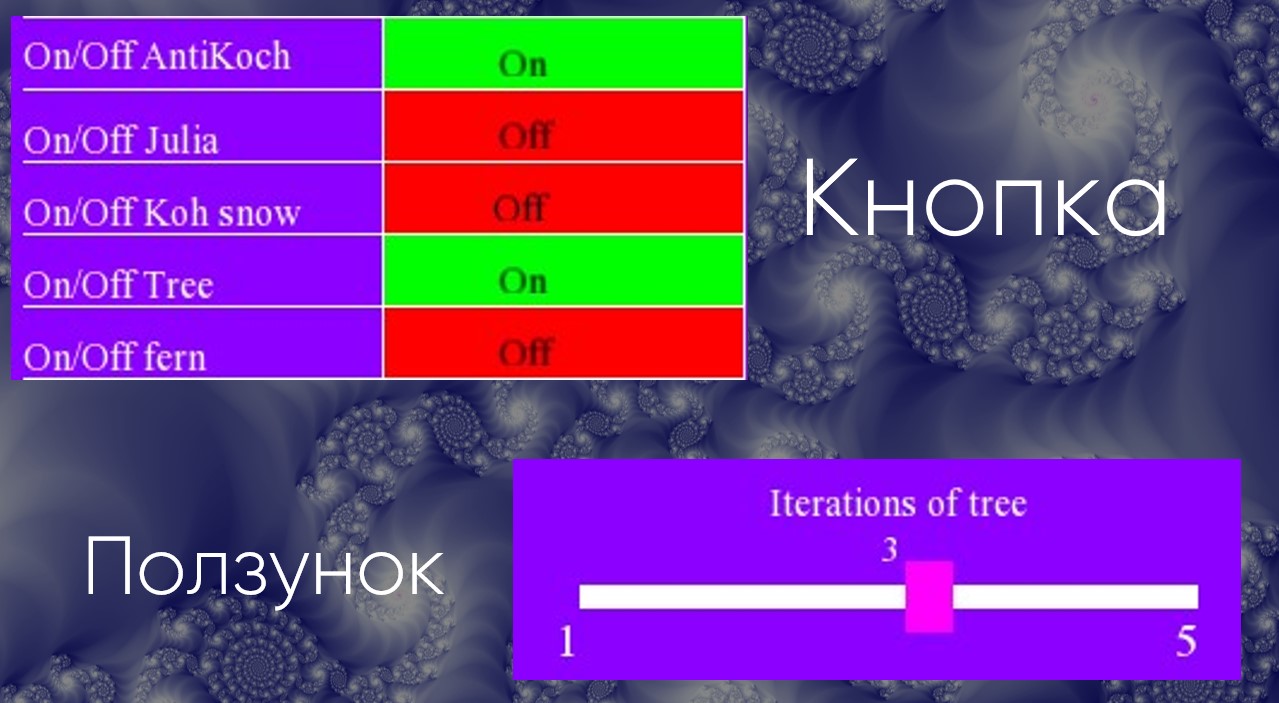 On/Off AntiKoch On
On/Off Julia Off
On/Off Koh snow Off
On/Off Tree On
On/Off fern Off
Кнопка
Ползунок
Iterations of tree
3
1 5